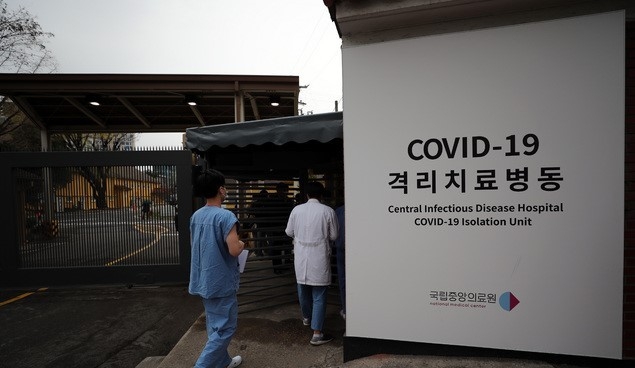 COVID-19
격리치료병동
Central Infectious Disease Hospital
COVID-19 Isolation Unit
국립중앙의료원
national medical center